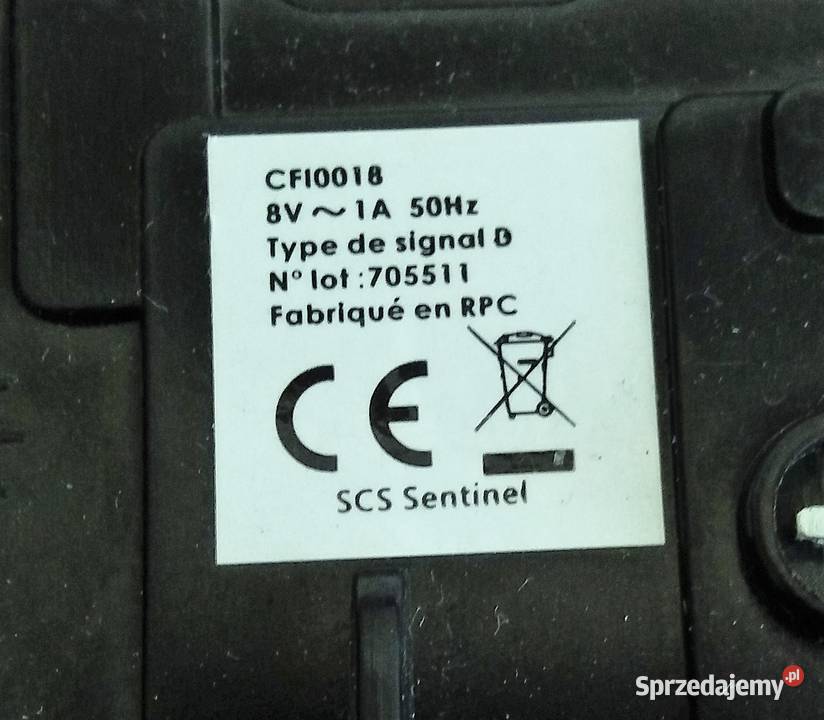 CFI0018
8V ~ 1A 50Hz
Type de signal D
N° lot :705511
Fabriqué en RPC
CE
SCS Sentinel
Sprzedajemy.pl